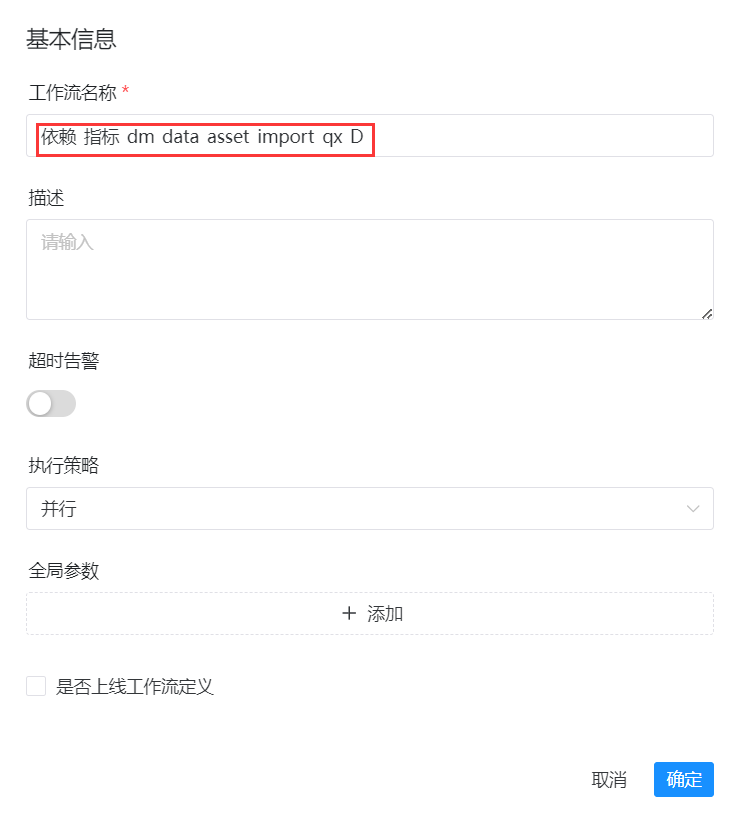 基本信息
工作流名称 *
依赖 指标 dm data asset import qx D
描述
请输入
超时告警
执行策略
并行
全局参数
+ 添加
是否上线工作流定义
取消 确定